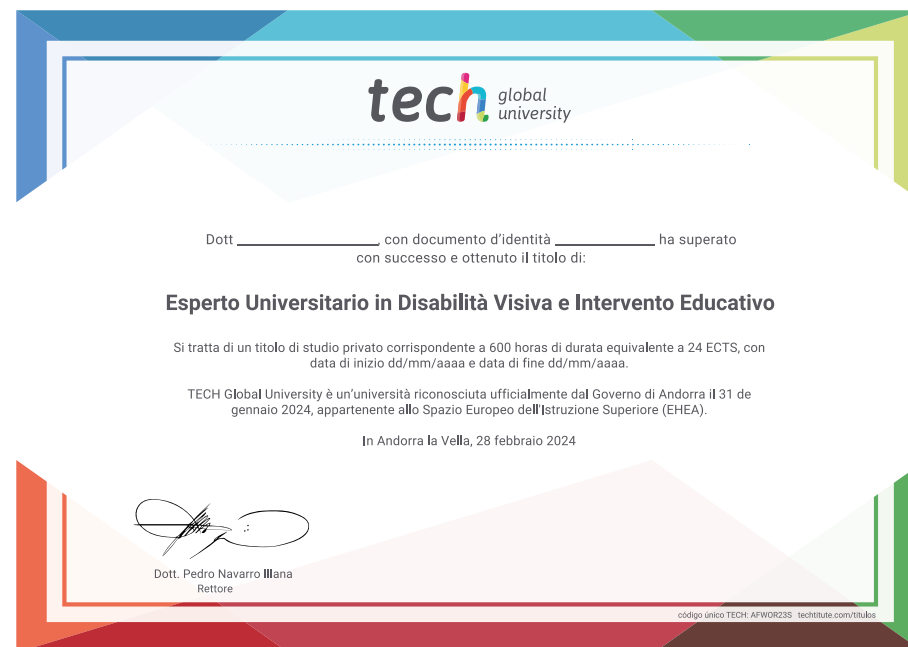 tech global university
Dott ____________________, con documento d'identità ______________ ha superato
con successo e ottenuto il titolo di:
Esperto Universitario in Disabilità Visiva e Intervento Educativo
Si tratta di un titolo di studio privato corrispondente a 600 horas di durata equivalente a 24 ECTS, con
data di inizio dd/mm/aaaa e data di fine dd/mm/aaaa.
TECH Global University è un'università riconosciuta ufficialmente dal Governo di Andorra il 31 de
gennaio 2024, appartenente allo Spazio Europeo dell'Istruzione Superiore (EHEA).
In Andorra la Vella, 28 febbraio 2024
Dott. Pedro Navarro Illana
Rettore
código único TECH: AFWOR23S techtitute.com/titulos